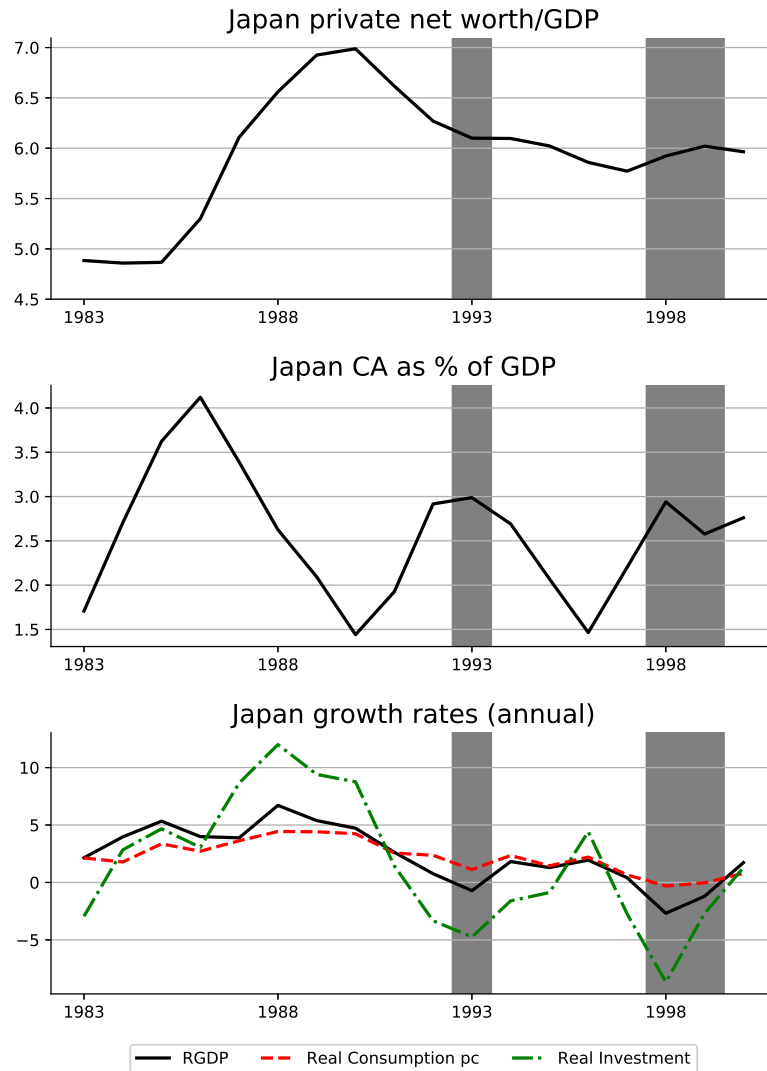 Japan private net worth/GDP
7.0
6.5
6.0
5.5
5.0
4.5
1983 1988 1993 1998
Japan CA as % of GDP
4.0
3.5
3.0
2.5
2.0
1.5
1983 1988 1993 1998
Japan growth rates (annual)
10
5
0
−5
1983 1988 1993 1998
RGDP Real Consumption pc Real Investment